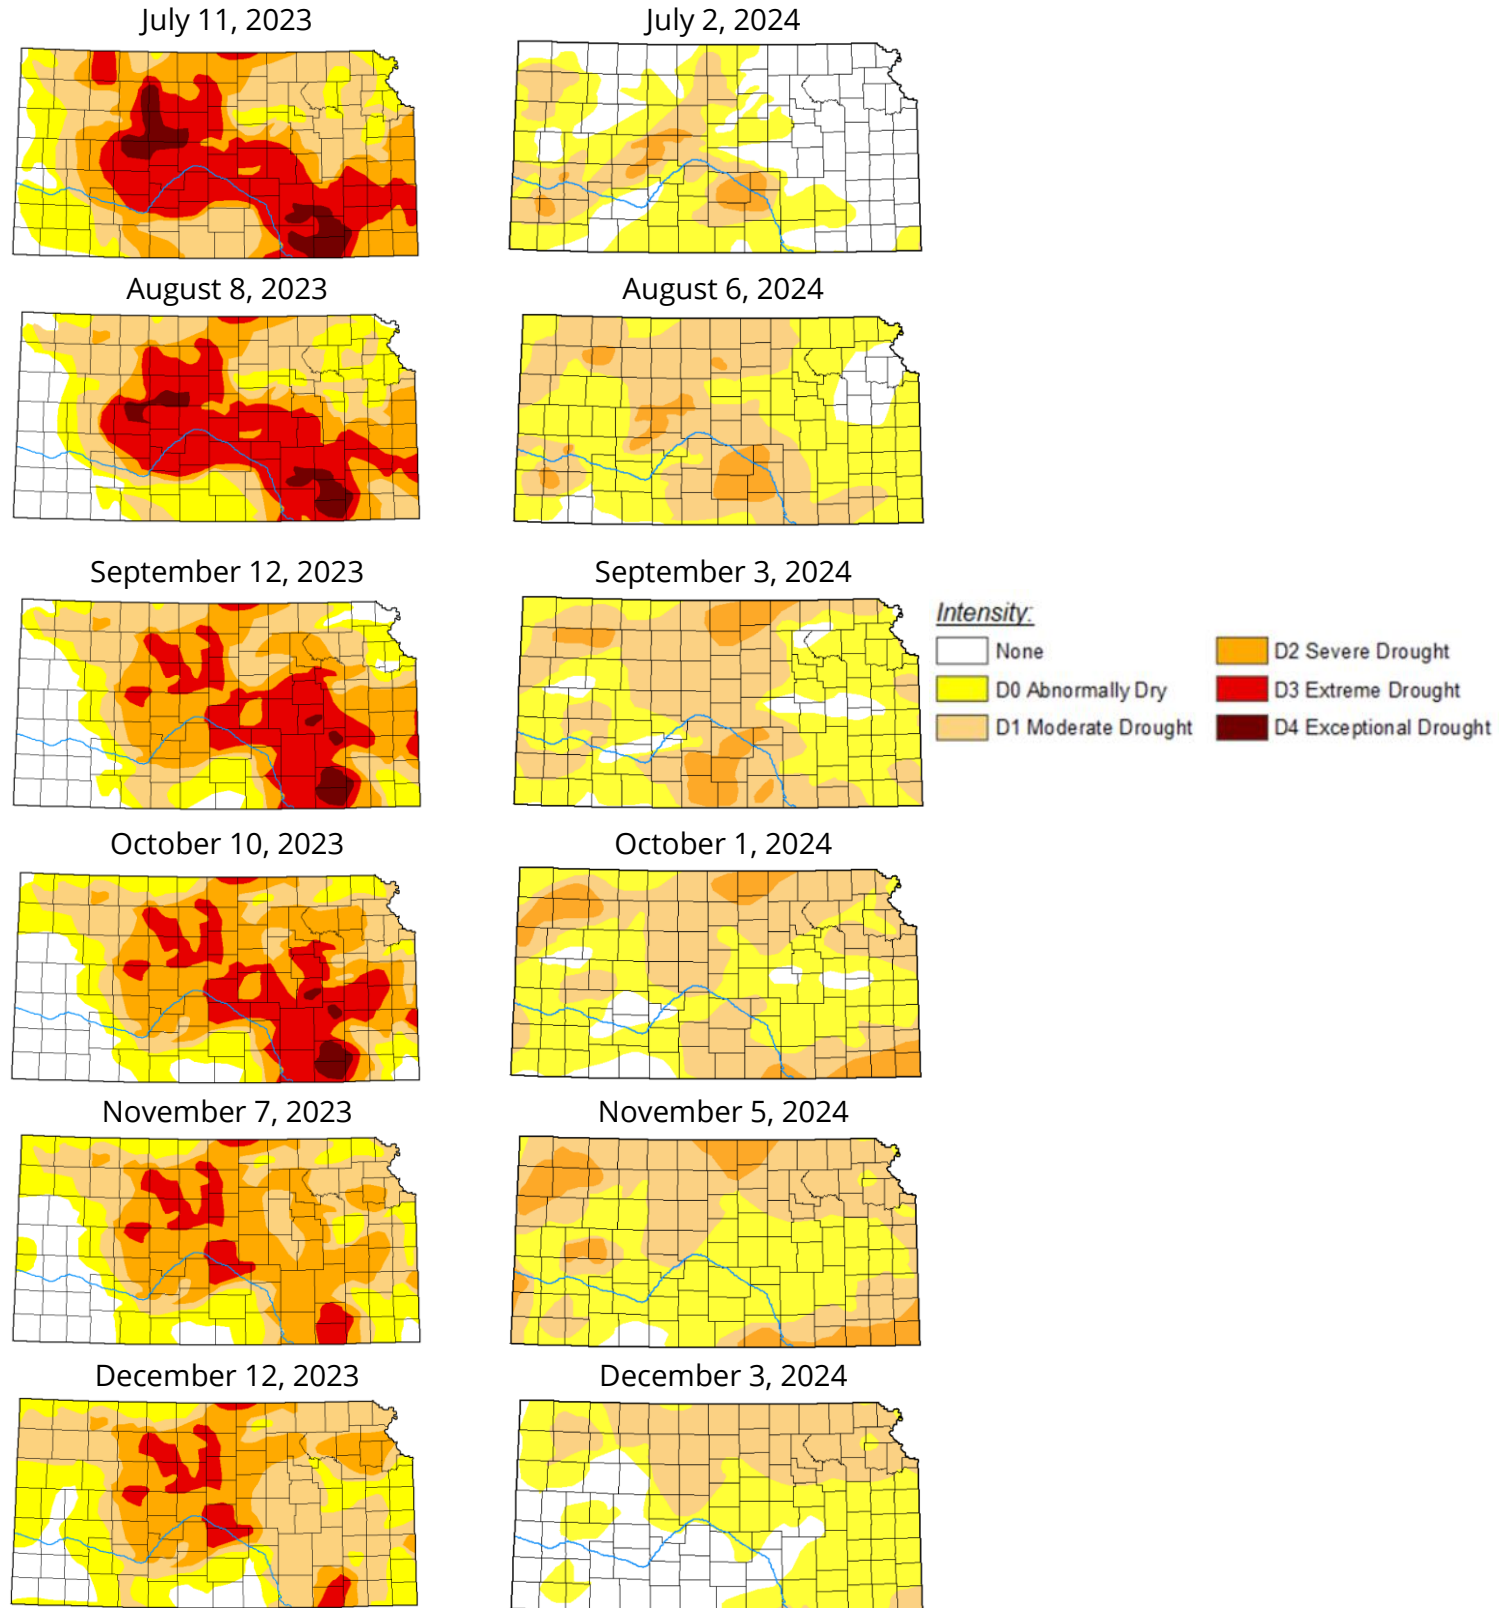 July 11, 2023
July 2, 2024
August 8, 2023
August 6, 2024
September 12, 2023
September 3, 2024
Intensity:
None
D0 Abnormally Dry
D1 Moderate Drought
D2 Severe Drought
D3 Extreme Drought
D4 Exceptional Drought
October 10, 2023
October 1, 2024
November 7, 2023
November 5, 2024
December 12, 2023
December 3, 2024